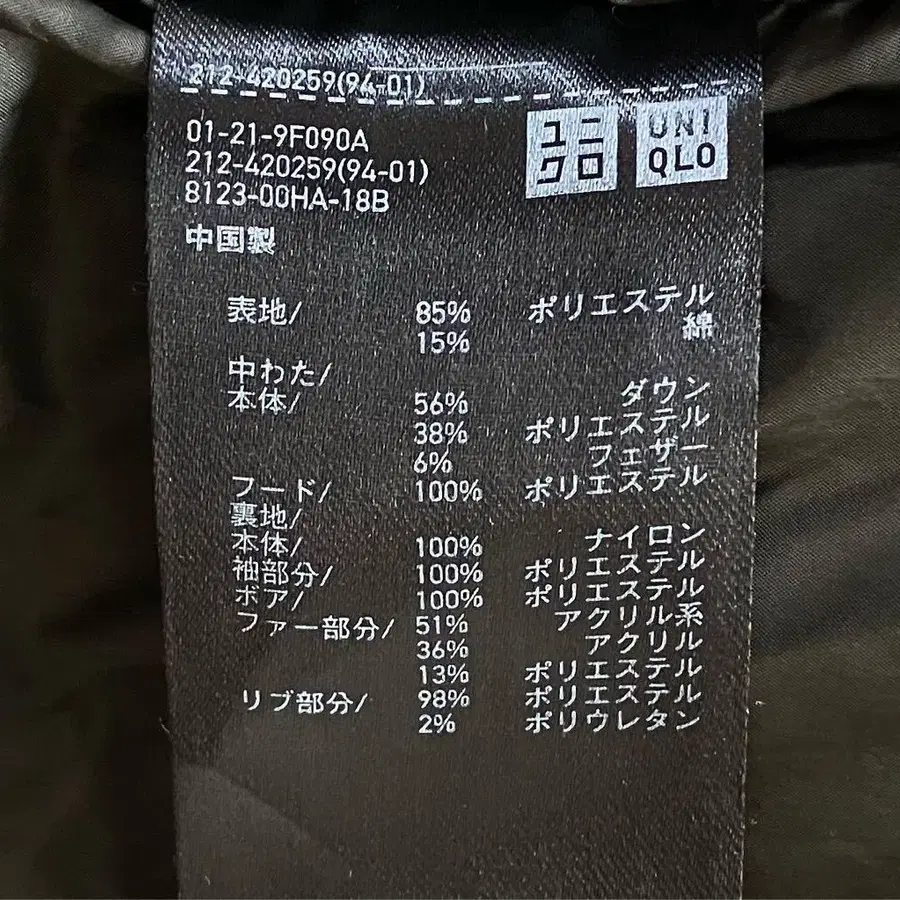 212-420259(94-01)
ユニクロ
UNIQLO
01-21-9F090A
212-420259(94-01)
8123-00HA-18B
中国製
表地/ 85% ポリエステル
15% 綿
中わた/
本体/ 56% ダウン
38% ポリエステル
6% フェザー
フード/ 100% ポリエステル
裏地/
本体/ 100% ナイロン
袖部分/ 100% ポリエステル
ボア/ 100% ポリエステル
ファー部分/ 51% アクリル系
36% アクリル
13% ポリエステル
リブ部分/ 98% ポリエステル
2% ポリウレタン